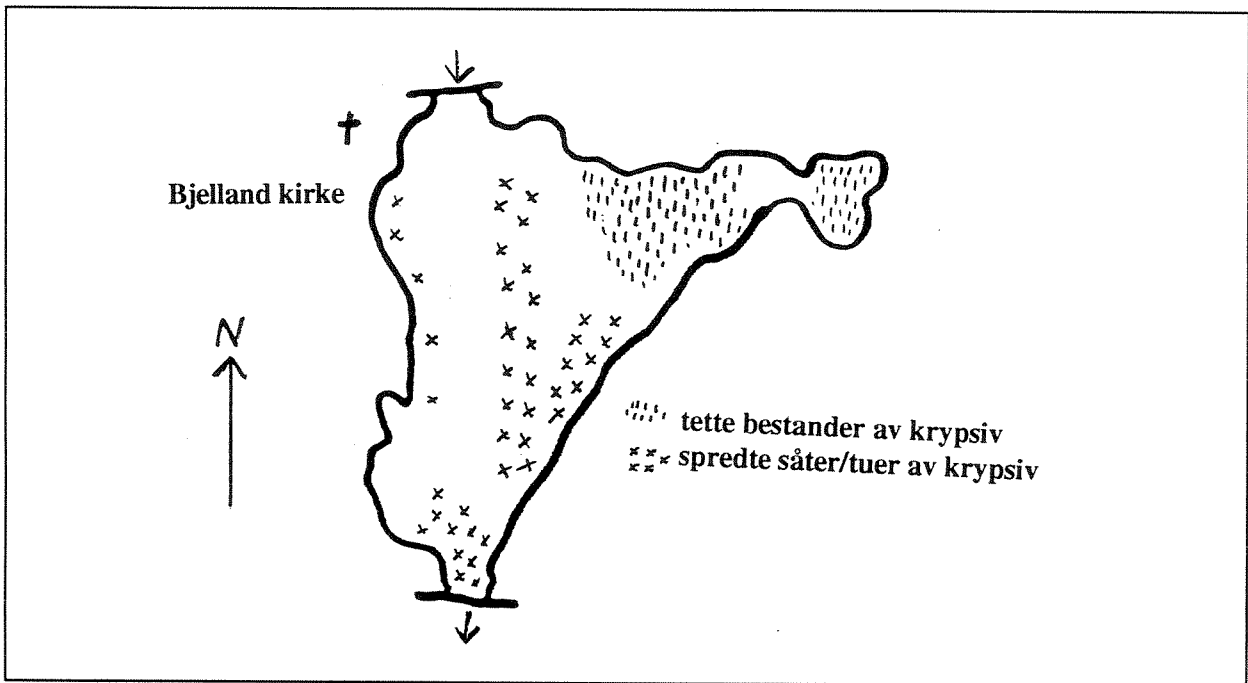 Bjelland kirke
N
tette bestander av krypsiv
spredte såter/tuer av krypsiv